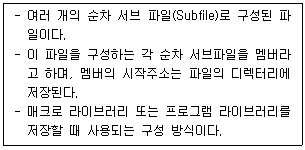 - 여러 개의 순차 서브 파일(Subfile)로 구성된 파
일이다.
- 이 파일을 구성하는 각 순차 서브파일을 멤버라
고 하며, 멤버의 시작주소는 파일의 디렉터리에
저장된다.
- 매크로 라이브러리 또는 프로그램 라이브러리를
저장할 때 사용되는 구성 방식이다.